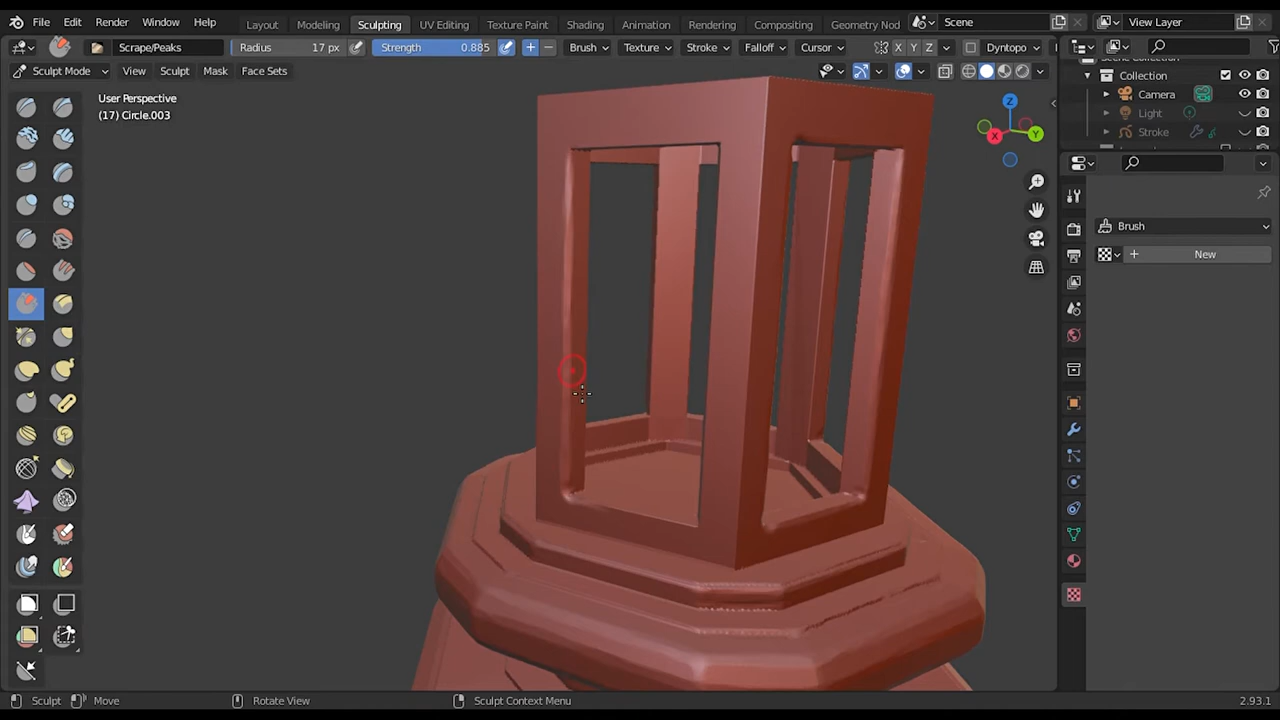 File Edit Render Window Help Layout Modeling Sculpting UV Editing Texture Paint Shading Animation Rendering Compositing Geometry Nod Scene View Layer
Scrape/Peaks Radius 17 px Strength 0.885 Brush Texture Stroke Falloff Cursor X Y Z Dyntopo
Sculpt Mode View Sculpt Mask Face Sets
User Perspective
(17) Circle.003
Z
X
Y
Collection
Camera
Light
Stroke
Brush
+ New
Sculpt Move Rotate View Sculpt Context Menu 2.93.1